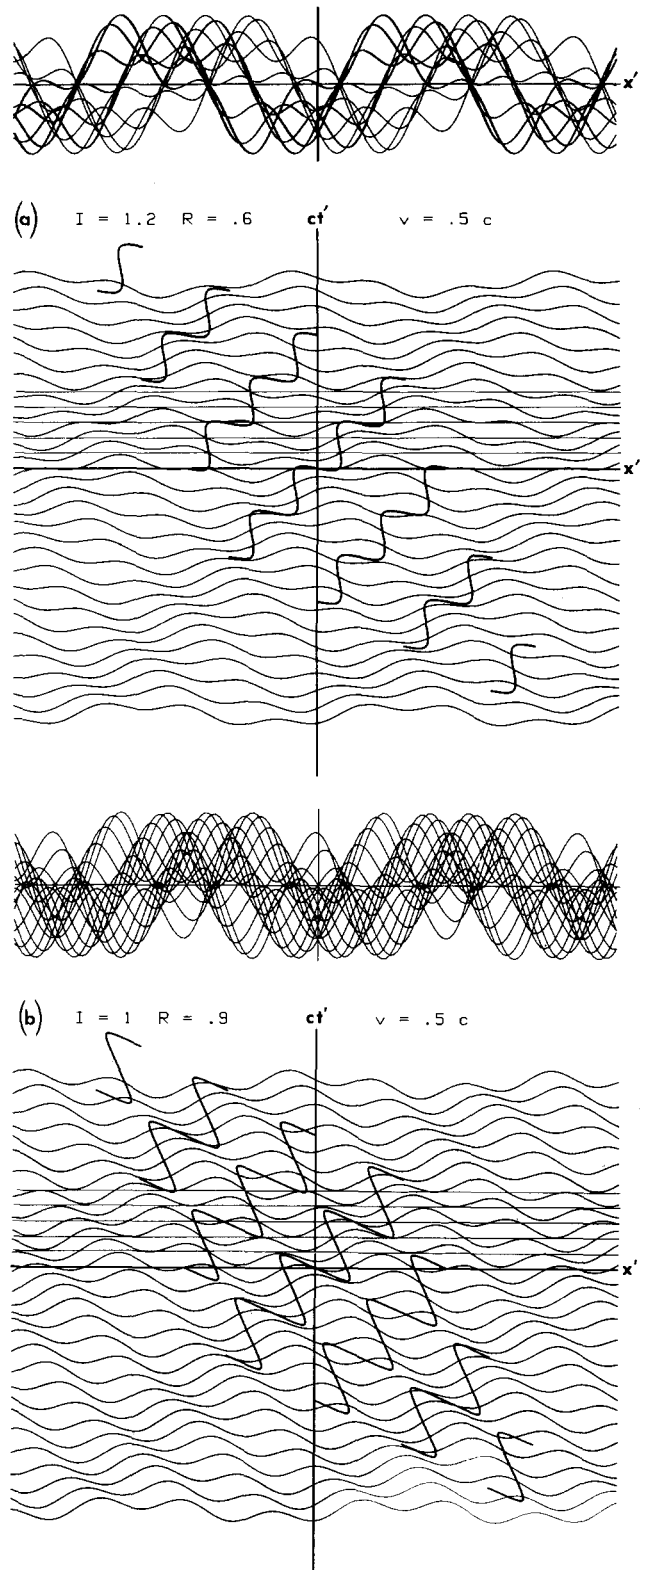 x'
(a) I = 1.2 R = .6 ct' v = .5 c
x'
(b) I = 1 R = .9 ct' v = .5 c
x'